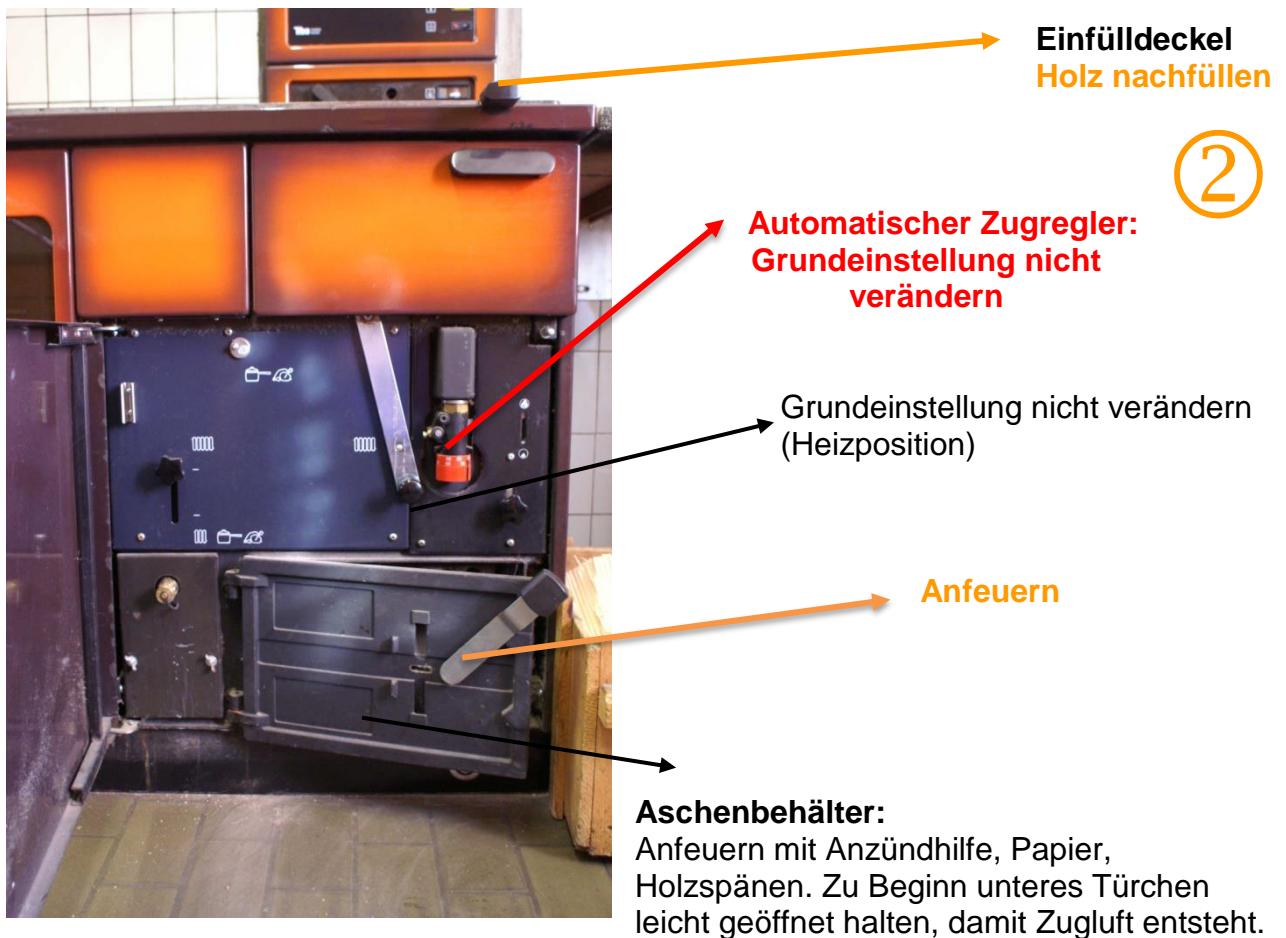 Einfülldeckel
Holz nachfüllen
②
Automatischer Zugregler:
Grundeinstellung nicht
verändern
Grundeinstellung nicht verändern
(Heizposition)
Anfeuern
Aschenbehälter:
Anfeuern mit Anzündhilfe, Papier,
Holzspänen. Zu Beginn unteres Türchen
leicht geöffnet halten, damit Zugluft entsteht.